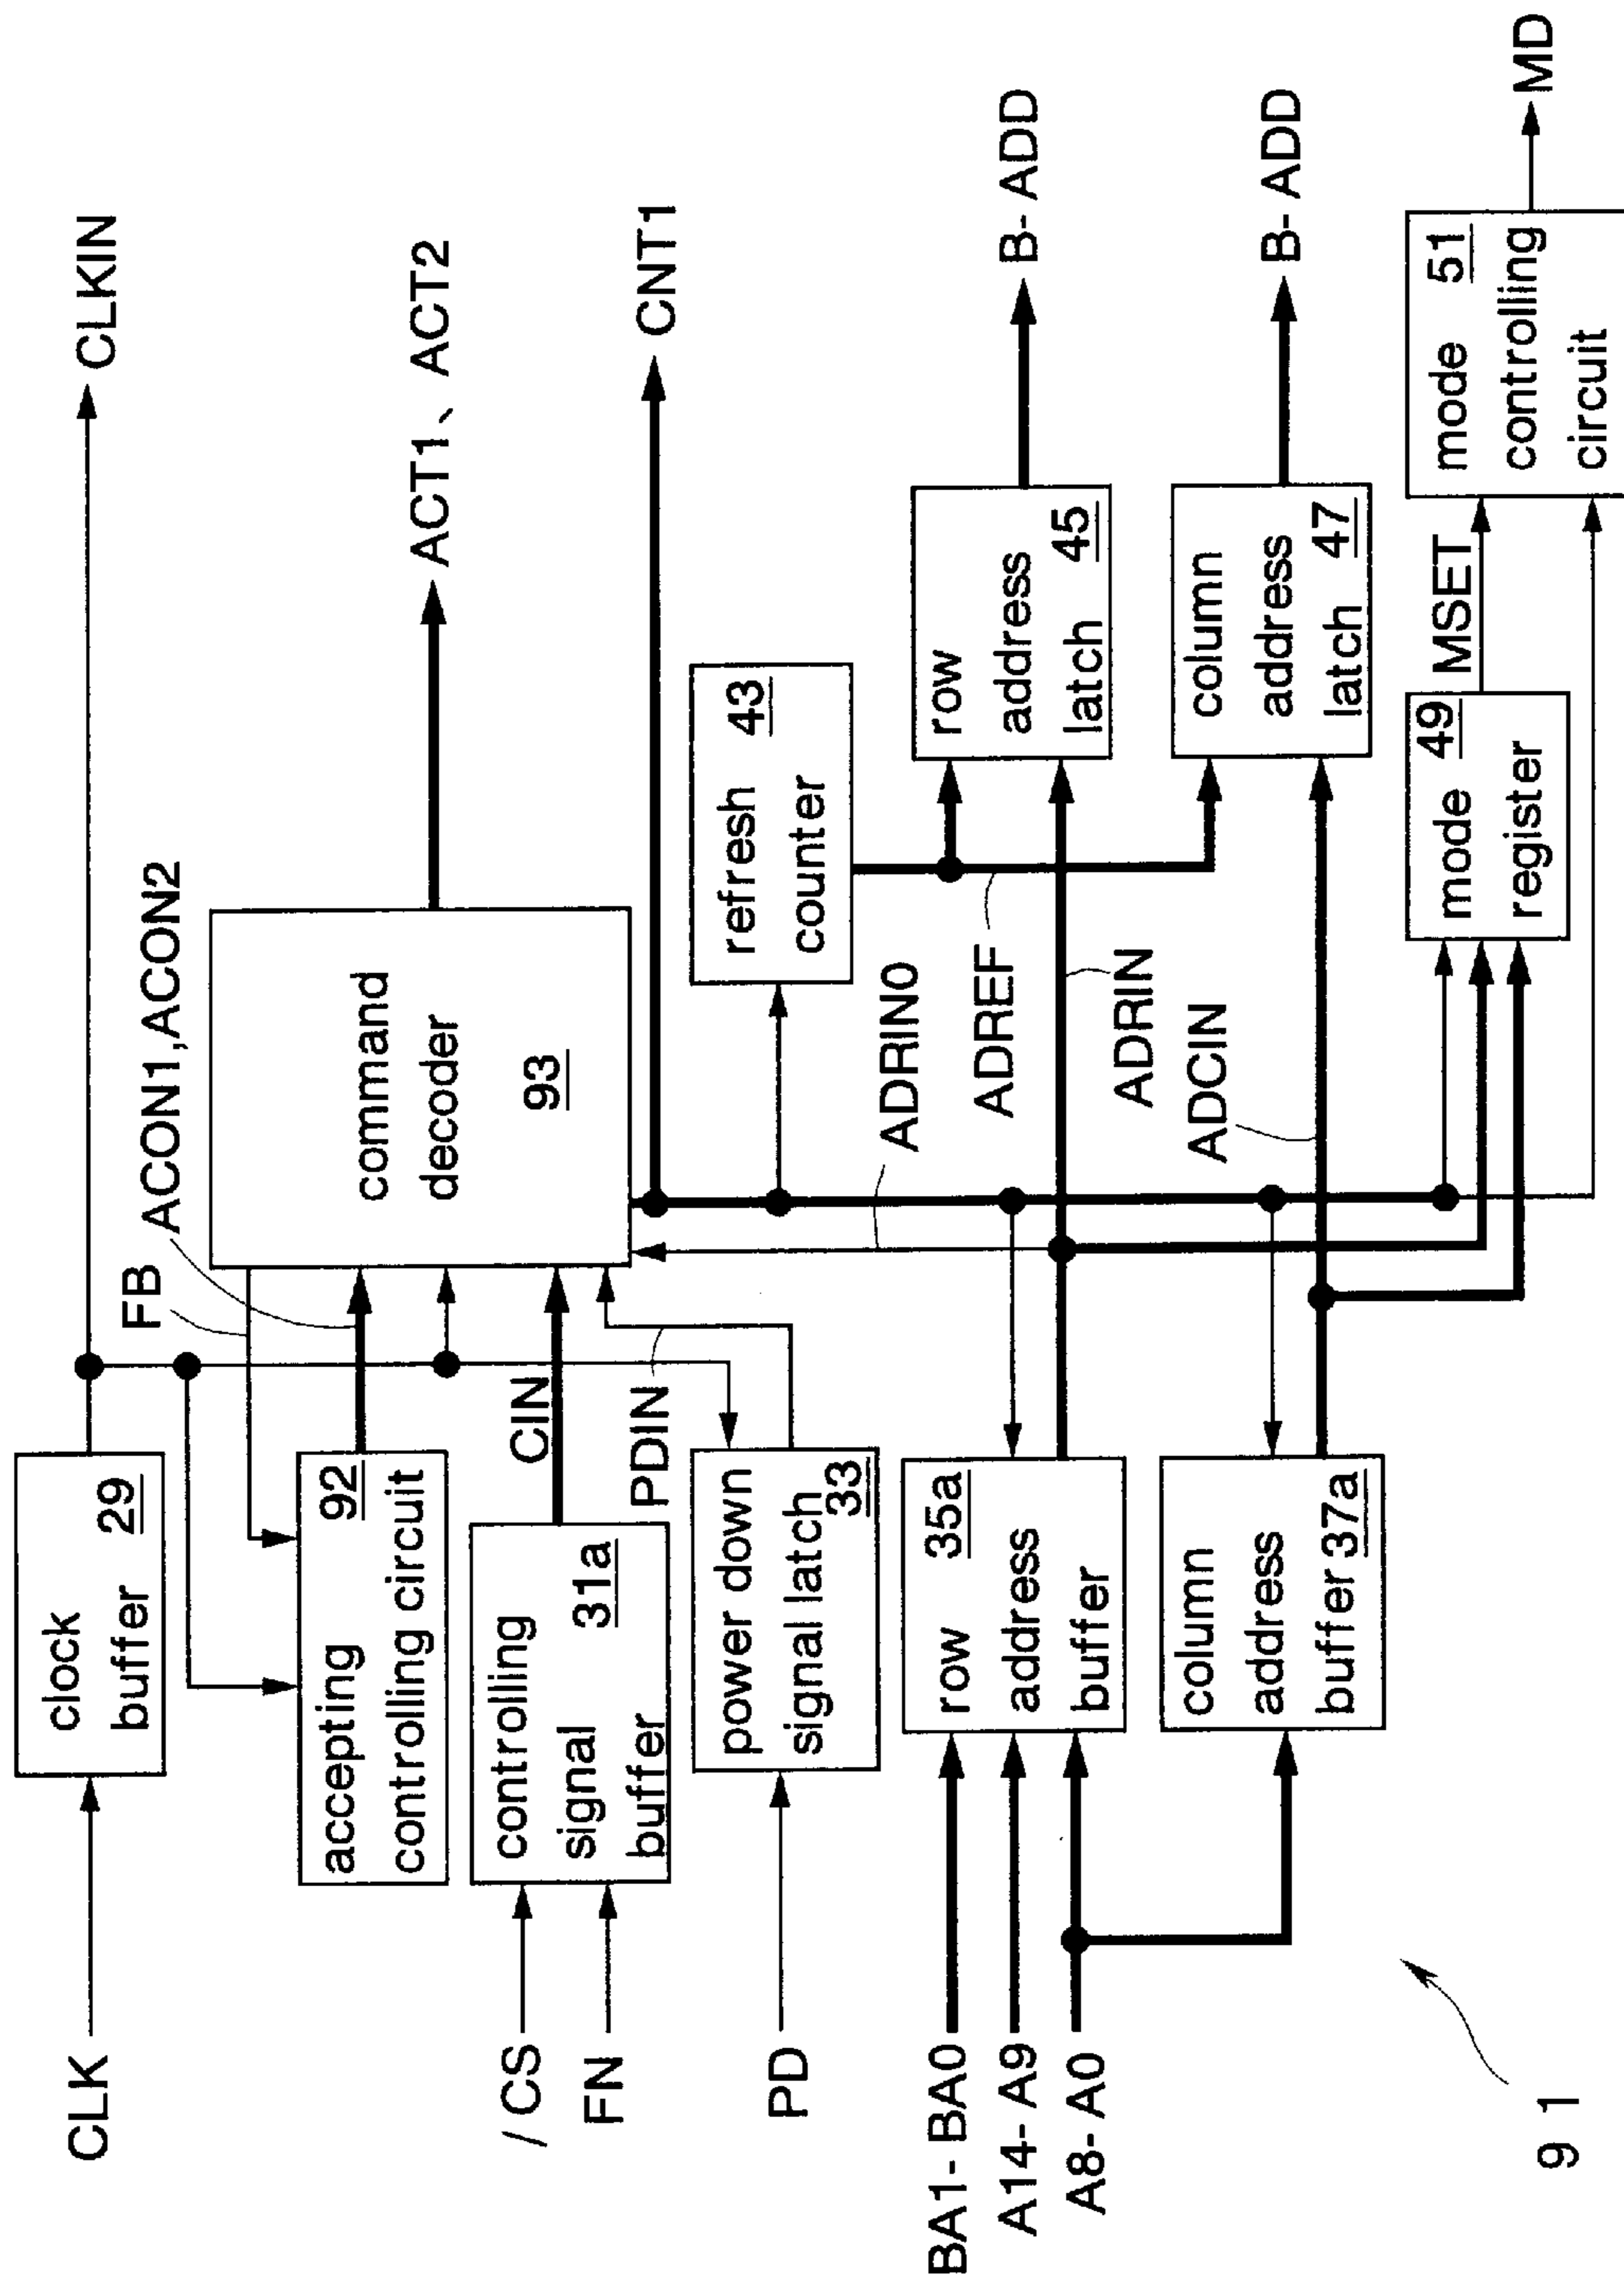 CLK
clock
buffer 29
CLKIN
FB
ACON1,ACON2
accepting 92
controlling circuit
command
decoder
93
ACT1、ACT2
/ CS
FN
controlling
signal 31a
buffer
CIN
CNT1
PD
power down
signal latch 33
PDIN
refresh 43
counter
BA1- BA0
A14- A9
A8- A0
row 35a
address
buffer
ADRIN0
ADREF
ADRIN
row
address
latch 45
B- ADD
column
address
buffer 37a
ADCIN
column
address
latch 47
B- ADD
mode 49
register
MSET
mode 51
controlling
circuit
MD
9 1